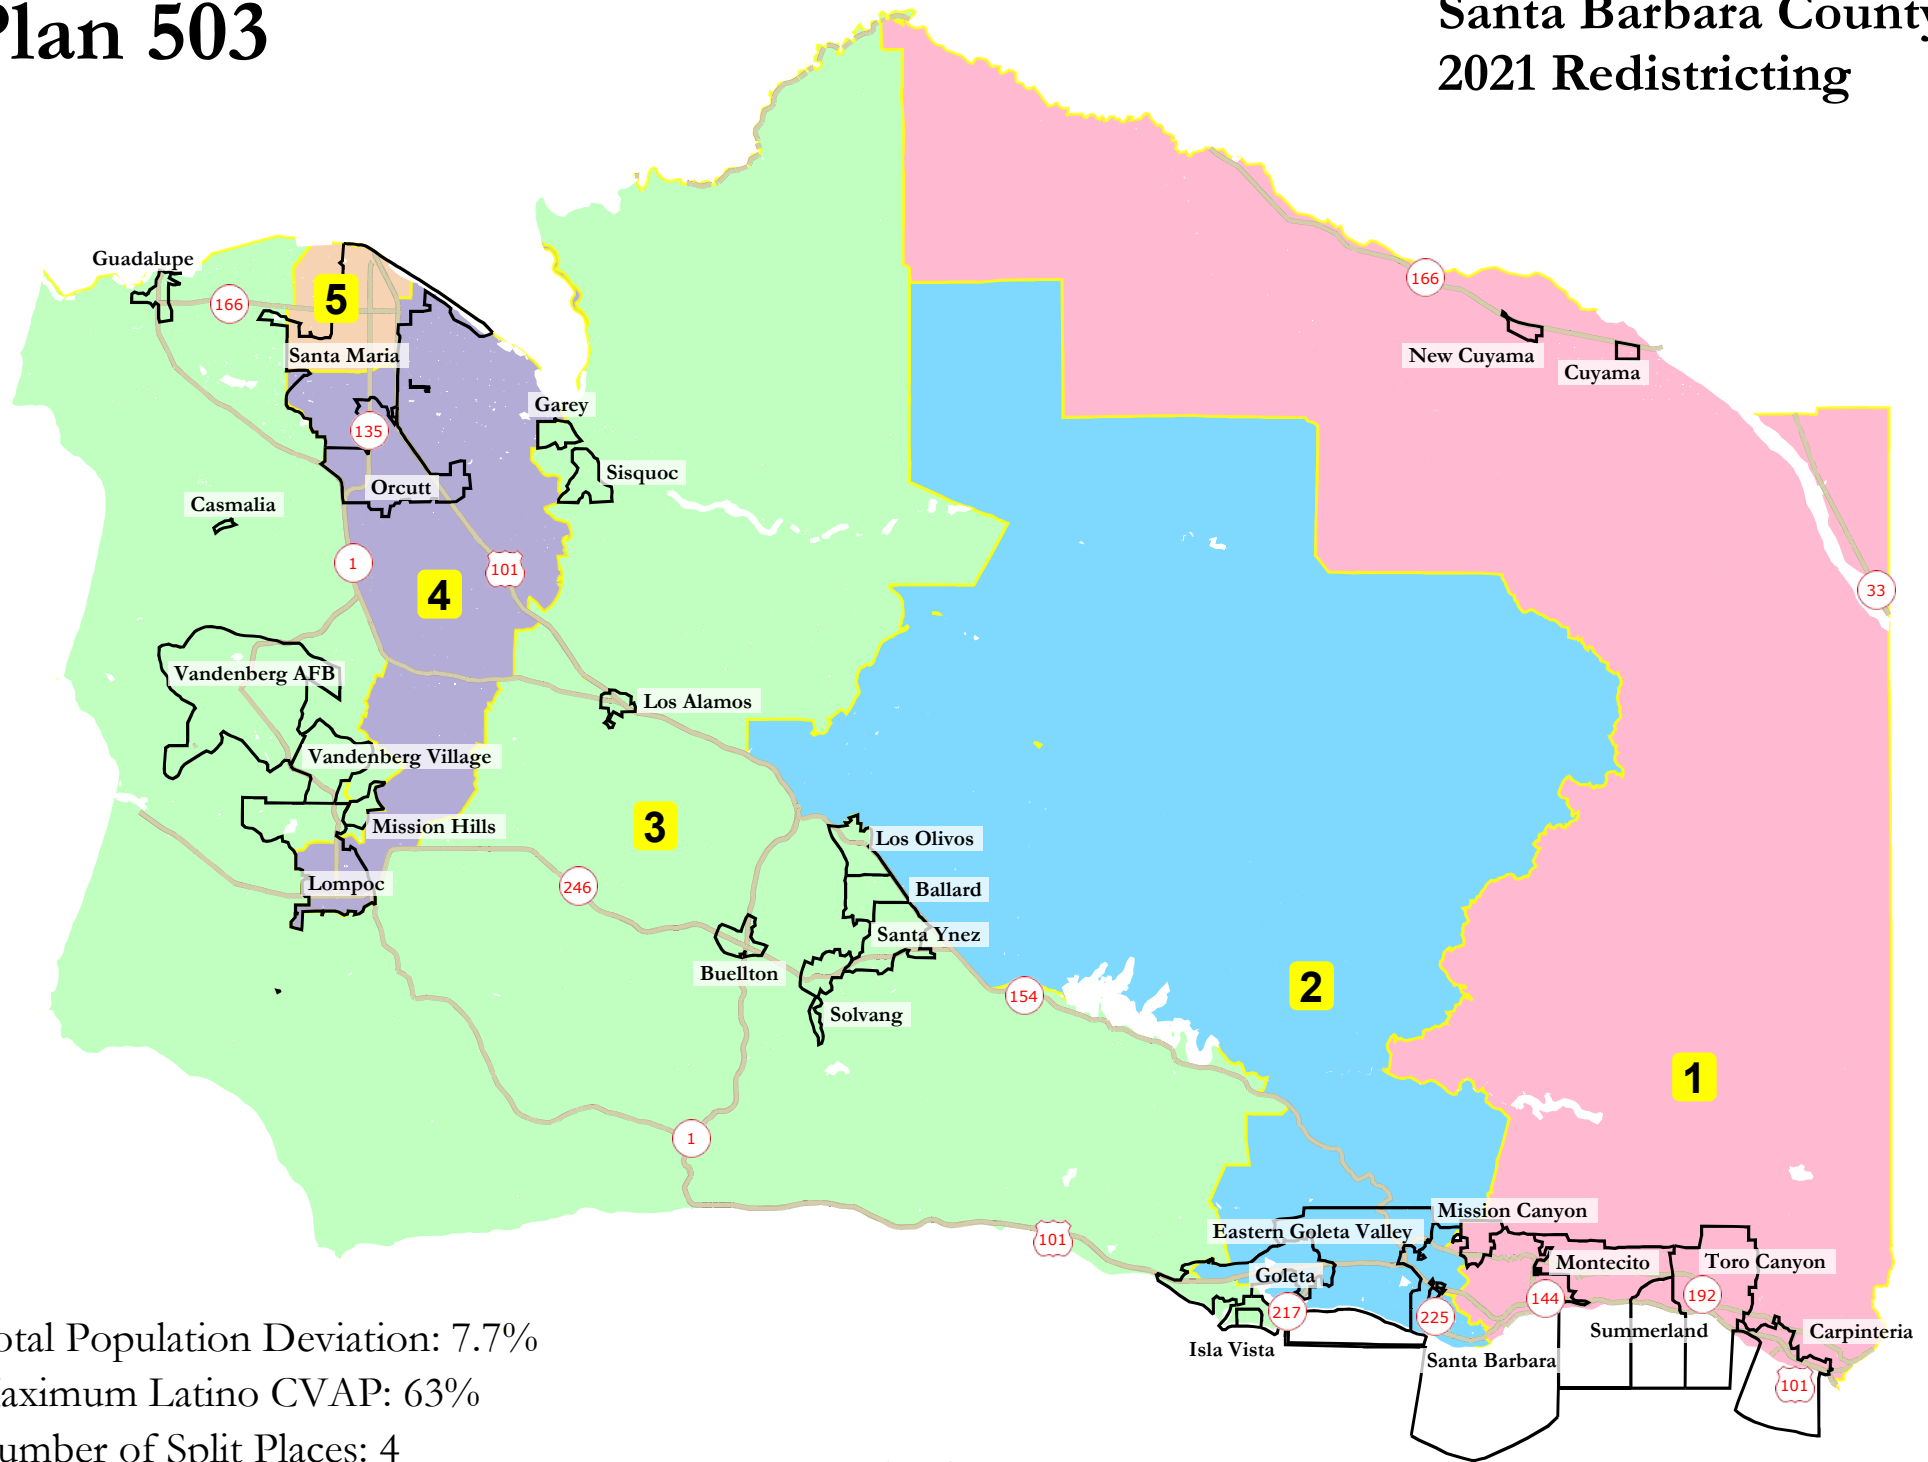 Plan 503
Santa Barbara County
2021 Redistricting
Guadalupe
166
5
Santa Maria
166
New Cuyama
Cuyama
Garey
135
Sisquoc
Orcutt
Casmalia
1
101
4
33
Vandenberg AFB
Los Alamos
Vandenberg Village
Mission Hills
3
Los Olivos
Lompoc
246
Ballard
Santa Ynez
Buellton
2
154
Solvang
1
1
101
Mission Canyon
Eastern Goleta Valley
Montecito
Toro Canyon
Goleta
217
225
144
192
Summerland
Carpinteria
Isla Vista
Santa Barbara
101
otal Population Deviation: 7.7%
aximum Latino CVAP: 63%
umber of Split Places: 4